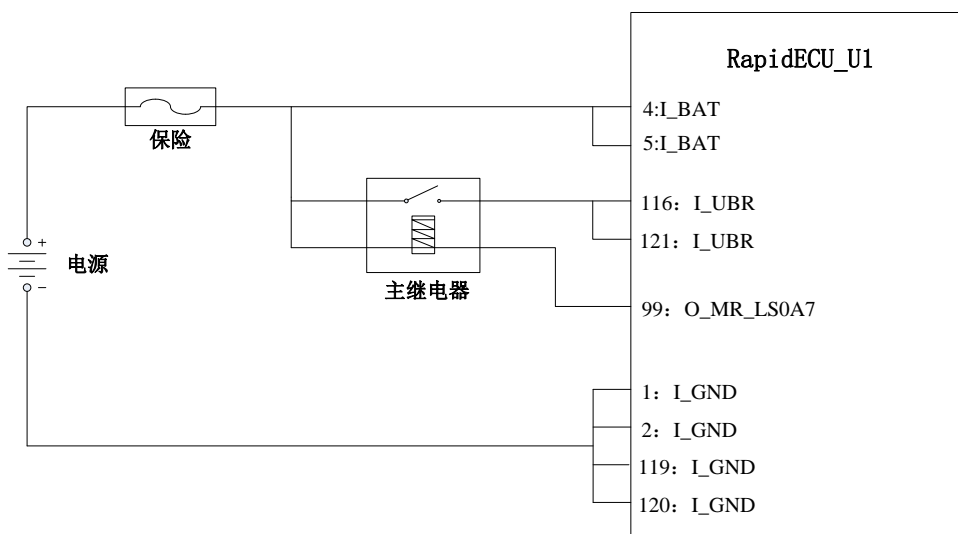 RapidECU_U1
4:I_BAT
保险
5:I_BAT
116：I_UBR
+
电源
121：I_UBR
-
主继电器
99：O_MR_LS0A7
1：I_GND
2：I_GND
119：I_GND
120：I_GND